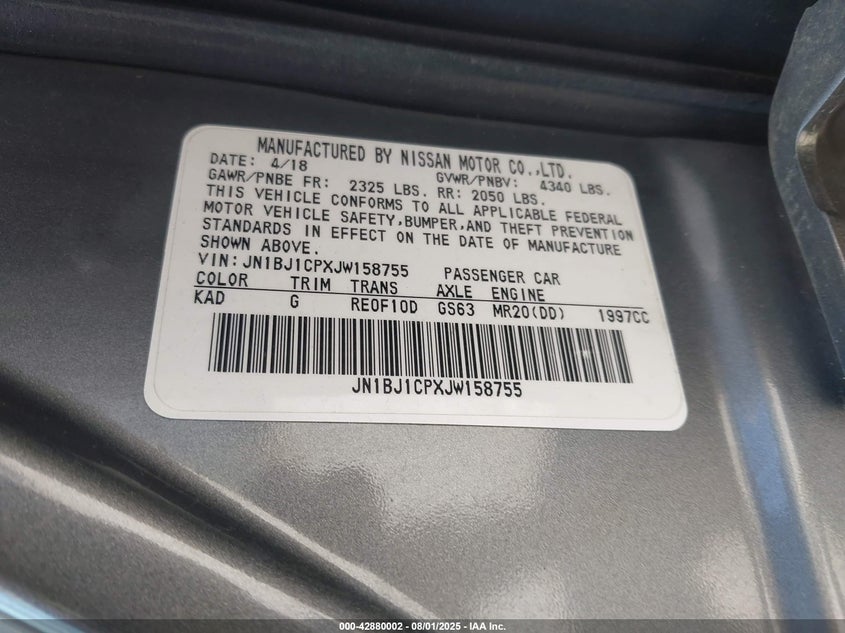 MANUFACTURED BY NISSAN MOTOR CO.,LTD.
DATE: 4/18 GVWR/PNBV: 4340 LBS.
GAWR/PNBE FR: 2325 LBS. RR: 2050 LBS.
THIS VEHICLE CONFORMS TO ALL APPLICABLE FEDERAL
MOTOR VEHICLE SAFETY,BUMPER,AND THEFT PREVENTION
STANDARDS IN EFFECT ON THE DATE OF MANUFACTURE
SHOWN ABOVE.
VIN:JN1BJ1CPXJW158755 PASSENGER CAR
COLOR TRIM TRANS AXLE ENGINE
KAD G RE0F10D GS63 MR20(DD) 1997CC
JN1BJ1CPXJW158755
000-42880002 - 08/01/2025 - IAA Inc.